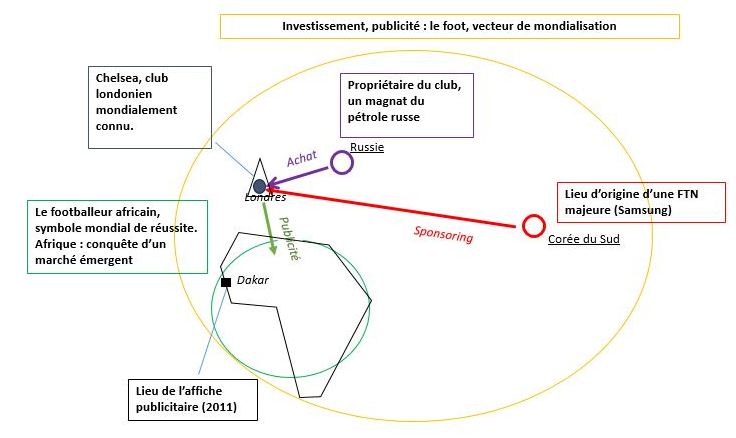 Investissement, publicité : le foot, vecteur de mondialisation
Chelsea, club
londonien
mondialement
connu.
Propriétaire du club,
un magnat du
pétrole russe
Achat
Russie
Londres
Lieu d’origine d’une FTN
majeure (Samsung)
Le footballeur africain,
symbole mondial de réussite.
Afrique : conquête d’un
marché émergent
Publicité
Sponsoring
Corée du Sud
Dakar
Lieu de l’affiche
publicitaire (2011)